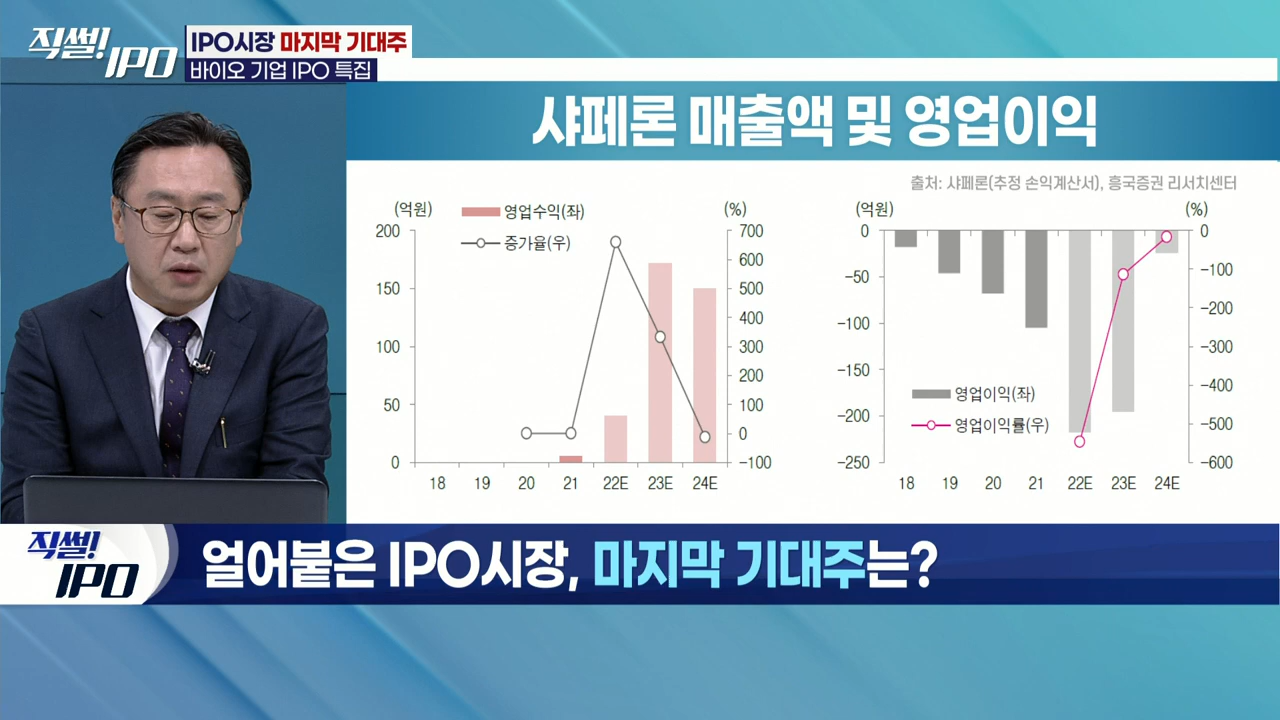 직썰! IPO
IPO시장 마지막 기대주
바이오 기업 IPO 특집
샤페론 매출액 및 영업이익
출처: 샤페론(추정 손익계산서), 흥국증권 리서치센터
(억원)
영업수익(좌)
증가율(우)
(%)
200
150
100
50
0
700
600
500
400
300
200
100
0
-100
18 19 20 21 22E 23E 24E
(억원)
(%)
0
-50
-100
-150
-200
-250
영업이익(좌)
영업이익률(우)
0
-100
-200
-300
-400
-500
-600
18 19 20 21 22E 23E 24E
직썰! IPO
얼어붙은 IPO시장, 마지막 기대주는?